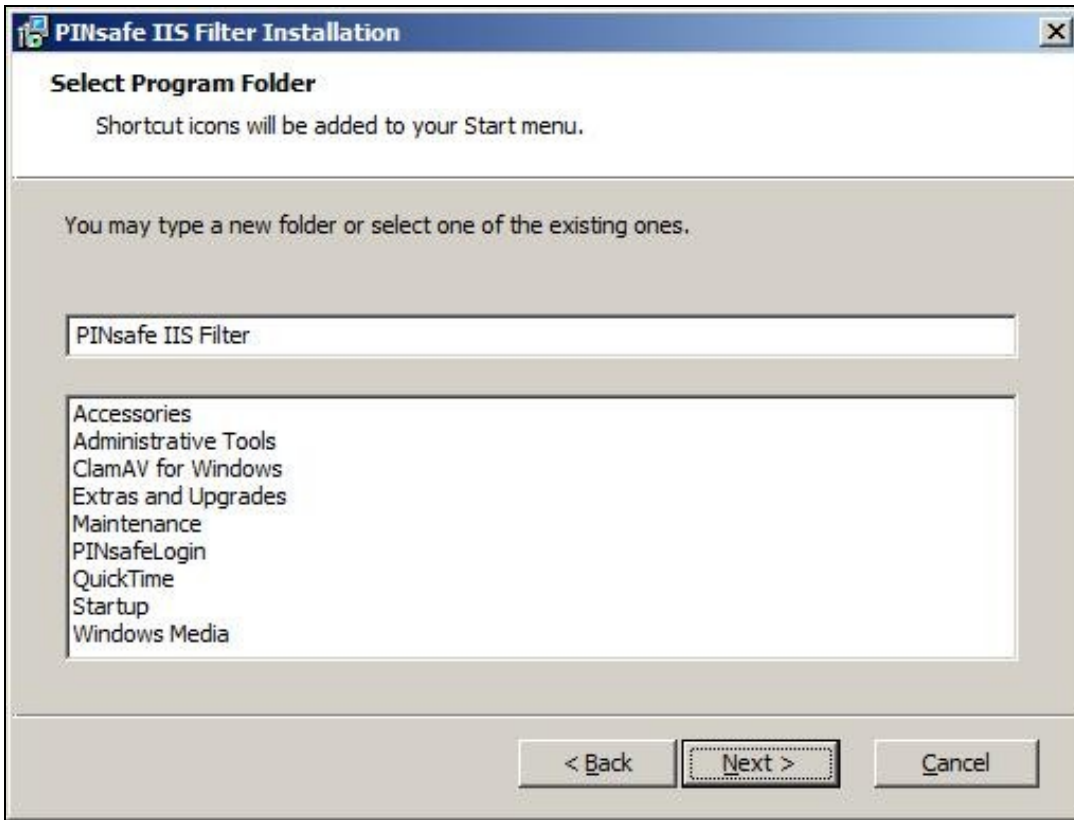 PINsafe IIS Filter Installation
Select Program Folder
Shortcut icons will be added to your Start menu.
You may type a new folder or select one of the existing ones.
PINsafe IIS Filter
Accessories
Administrative Tools
ClamAV for Windows
Extras and Upgrades
Maintenance
PINsafeLogin
QuickTime
Startup
Windows Media
< Back Next > Cancel